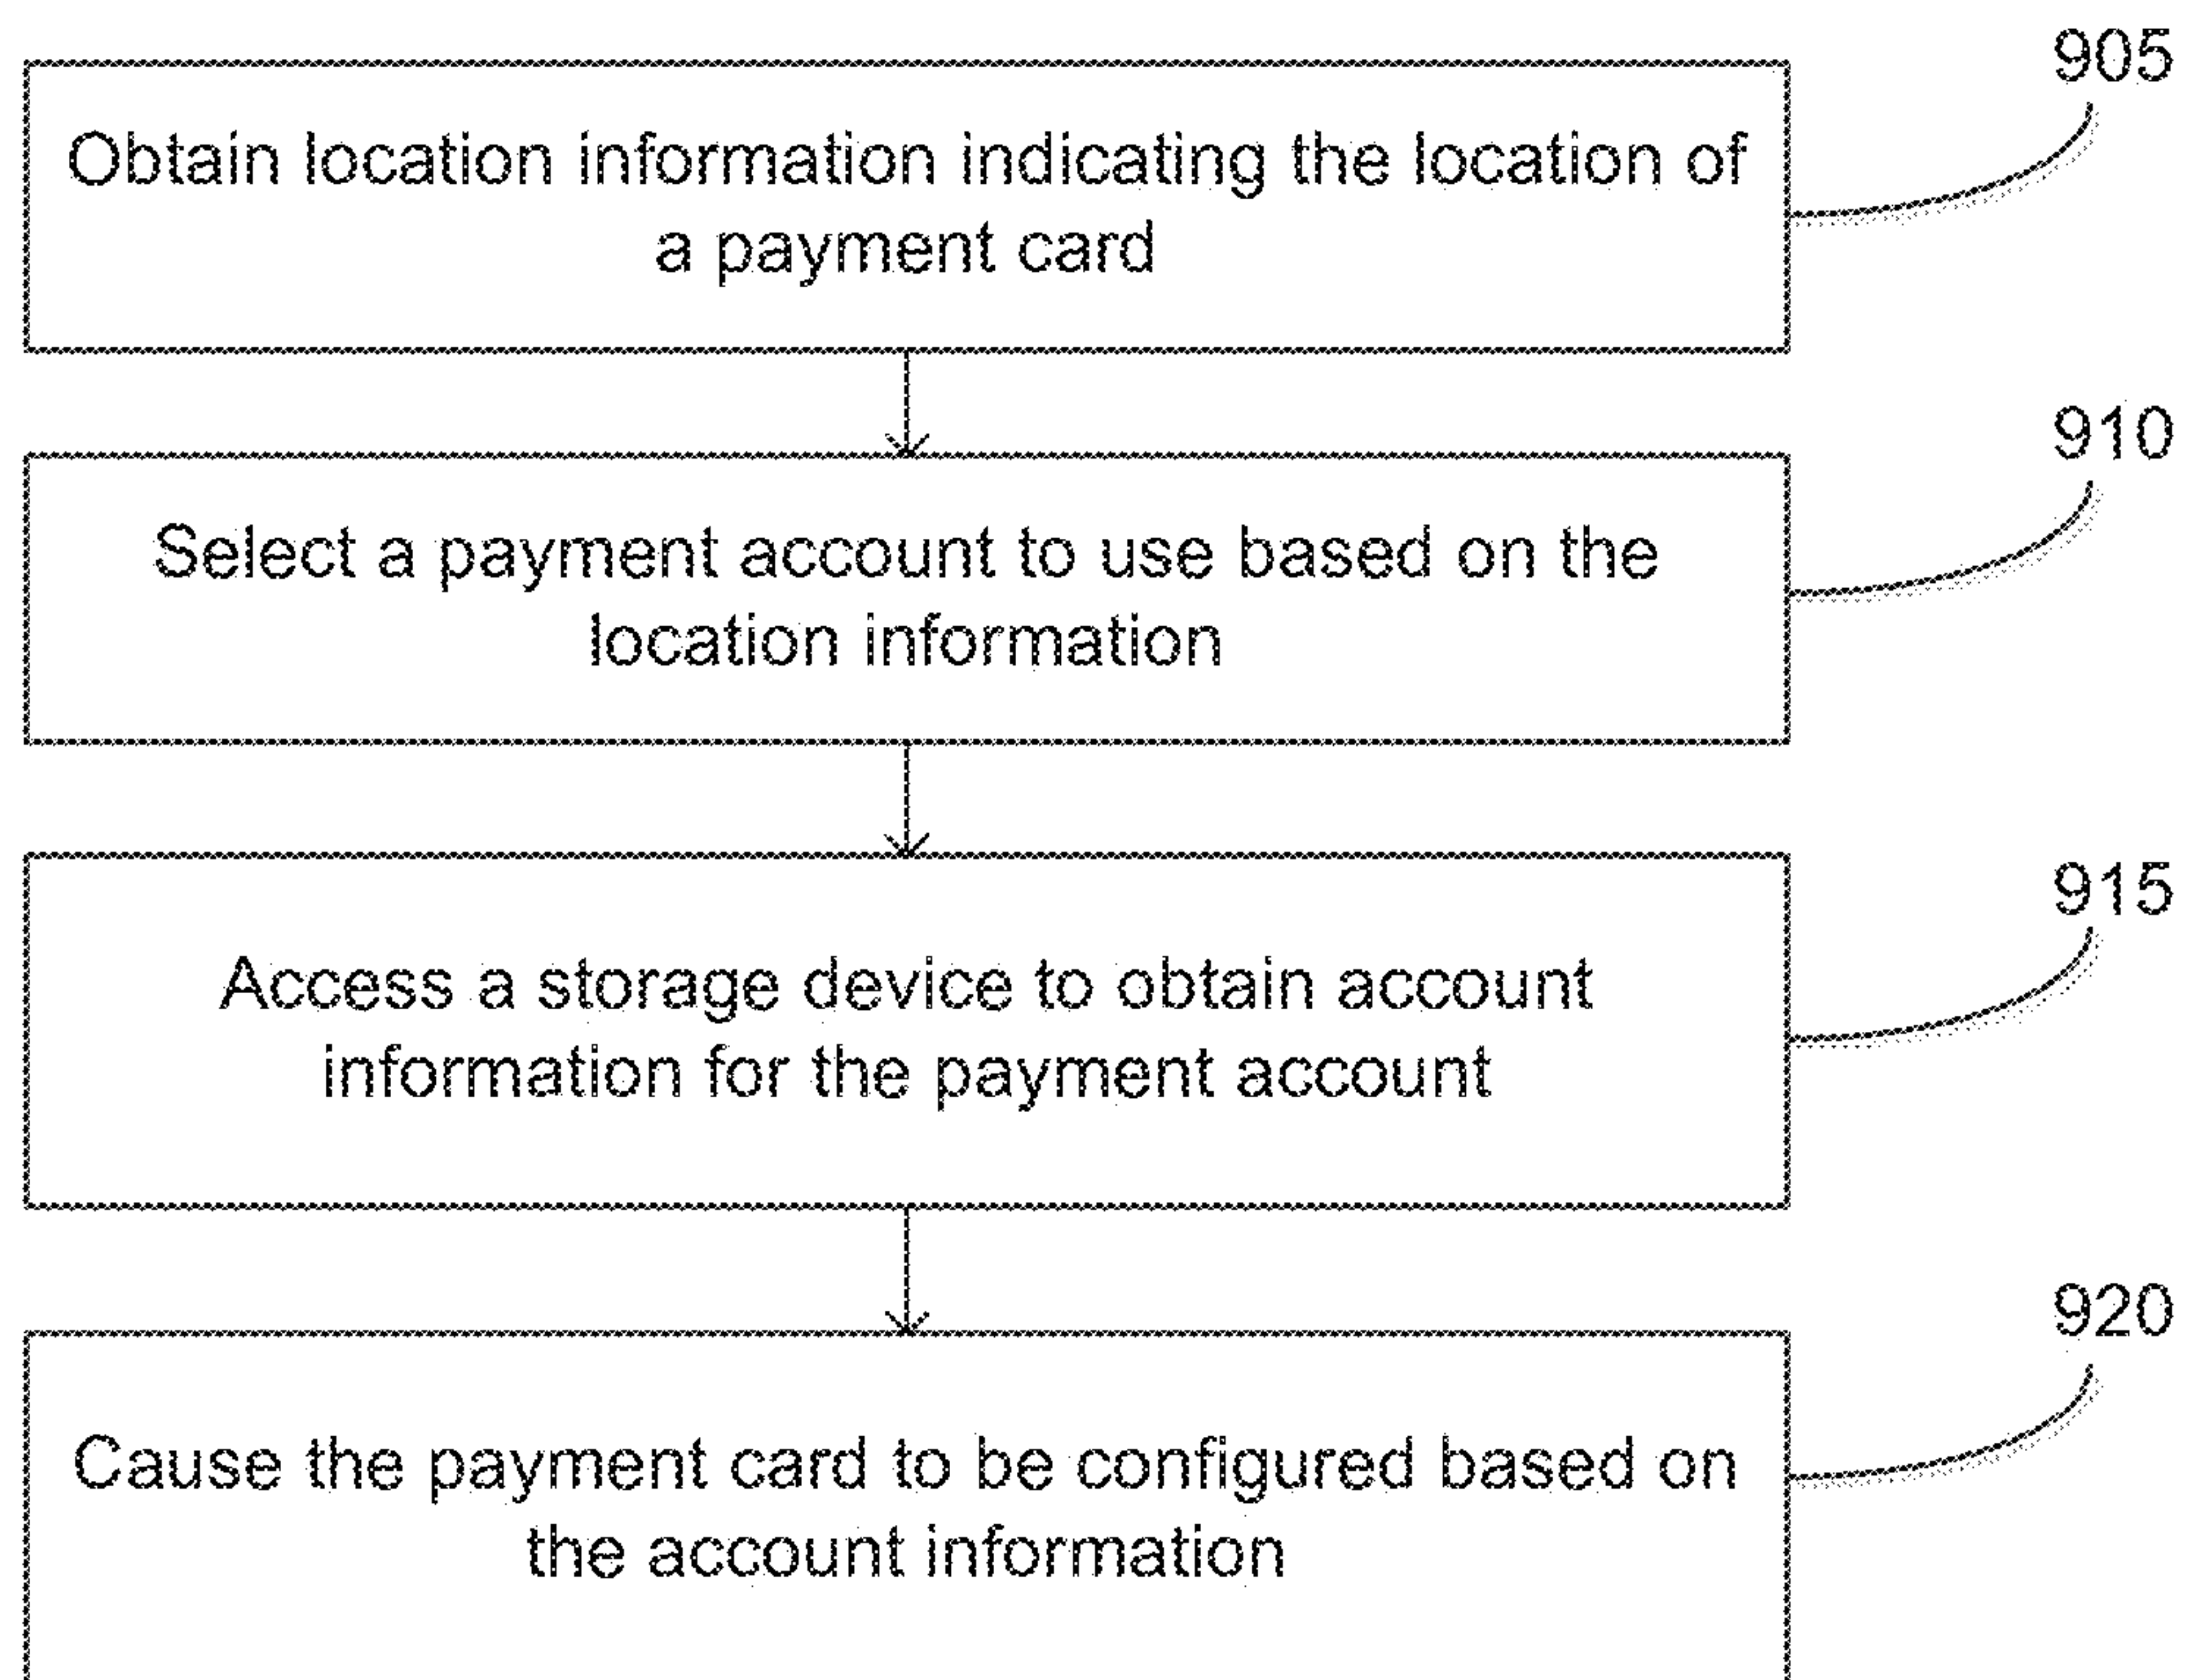 905
Obtain location information indicating the location of
a payment card
910
Select a payment account to use based on the
location information
915
Access a storage device to obtain account
information for the payment account
920
Cause the payment card to be configured based on
the account information